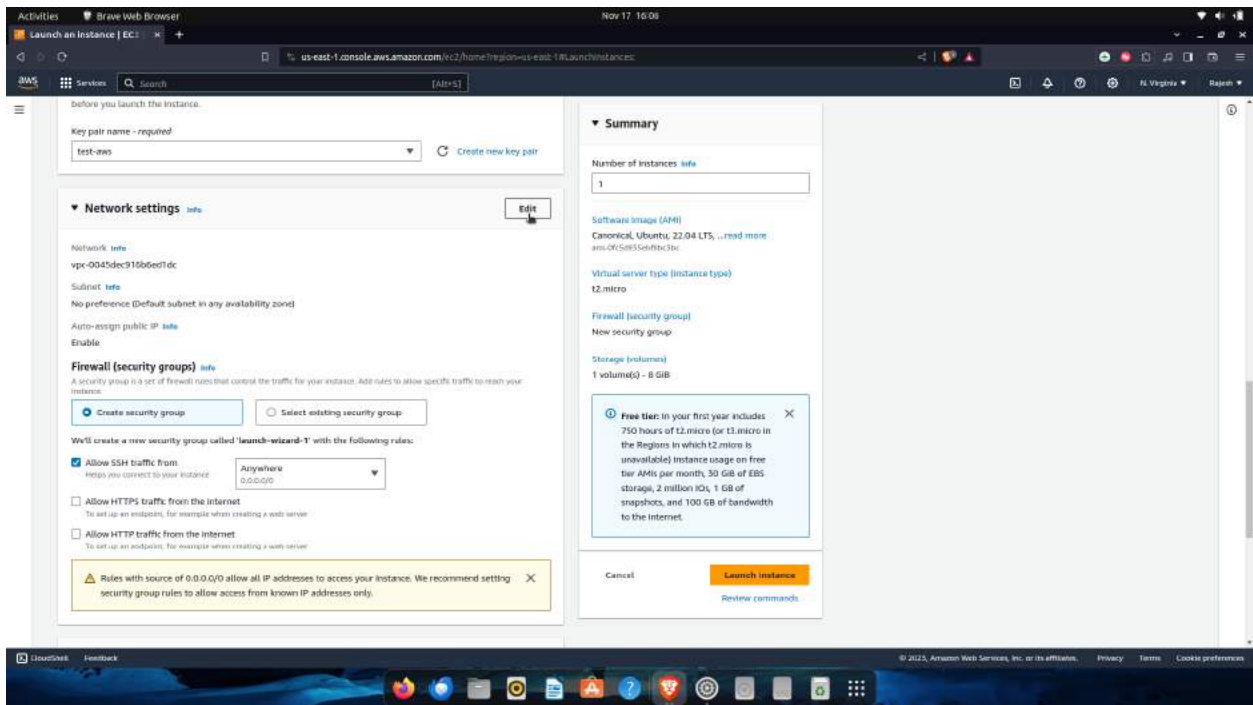 Activities Brave Web Browser Nov 17 16:06
Launch an instance | EC2
us-east-1.console.aws.amazon.com/ec2/home?region=us-east-1#LaunchInstances:
aws Services Search [Alt+S] N. Virginia Rajesh
before you launch the instance.
Key pair name - required
test-aws
Create new key pair
Network settings Info
Edit
Network Info
vpc-0045dec916b6ed1dc
Subnet Info
No preference (Default subnet in any availability zone)
Auto-assign public IP Info
Enable
Firewall (security groups) Info
A security group is a set of firewall rules that control the traffic for your instance. Add rules to allow specific traffic to reach your
instance.
Create security group
Select existing security group
We'll create a new security group called 'launch-wizard-1' with the following rules:
Allow SSH traffic from
Helps you connect to your instance
Anywhere
0.0.0.0/0
Allow HTTPS traffic from the internet
To set up an endpoint, for example when creating a web server
Allow HTTP traffic from the internet
To set up an endpoint, for example when creating a web server
Rules with source of 0.0.0.0/0 allow all IP addresses to access your instance. We recommend setting
security group rules to allow access from known IP addresses only.
Summary
Number of instances Info
1
Software Image (AMI)
Canonical, Ubuntu, 22.04 LTS, ...read more
Virtual server type (instance type)
t2.micro
Firewall (security group)
New security group
Storage (volumes)
1 volume(s) - 8 GiB
Free tier: In your first year includes
750 hours of t2.micro (or t3.micro in
the Regions in which t2.micro is
unavailable) instance usage on free
tier AMIs per month, 30 GiB of EBS
storage, 2 million IOs, 1 GB of
snapshots, and 100 GB of bandwidth
to the internet.
Cancel
Launch instance
Review commands
CloudShell Feedback © 2023, Amazon Web Services, Inc. or its affiliates. Privacy Terms Cookie preferences